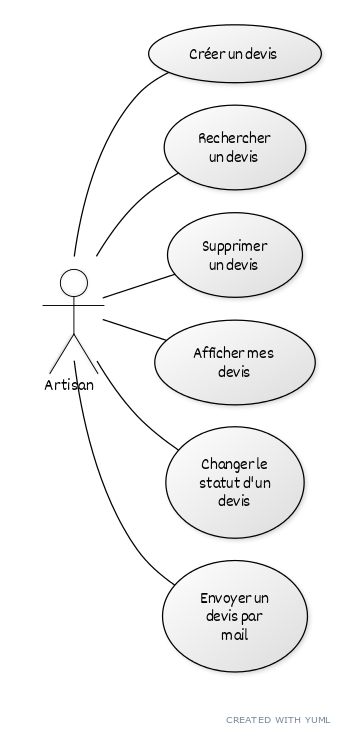 Créer un devis
Rechercher
un devis
Supprimer
un devis
Afficher mes
devis
Artisan
Changer le
statut d'un
devis
Envoyer un
devis par
mail
CREATED WITH YUML